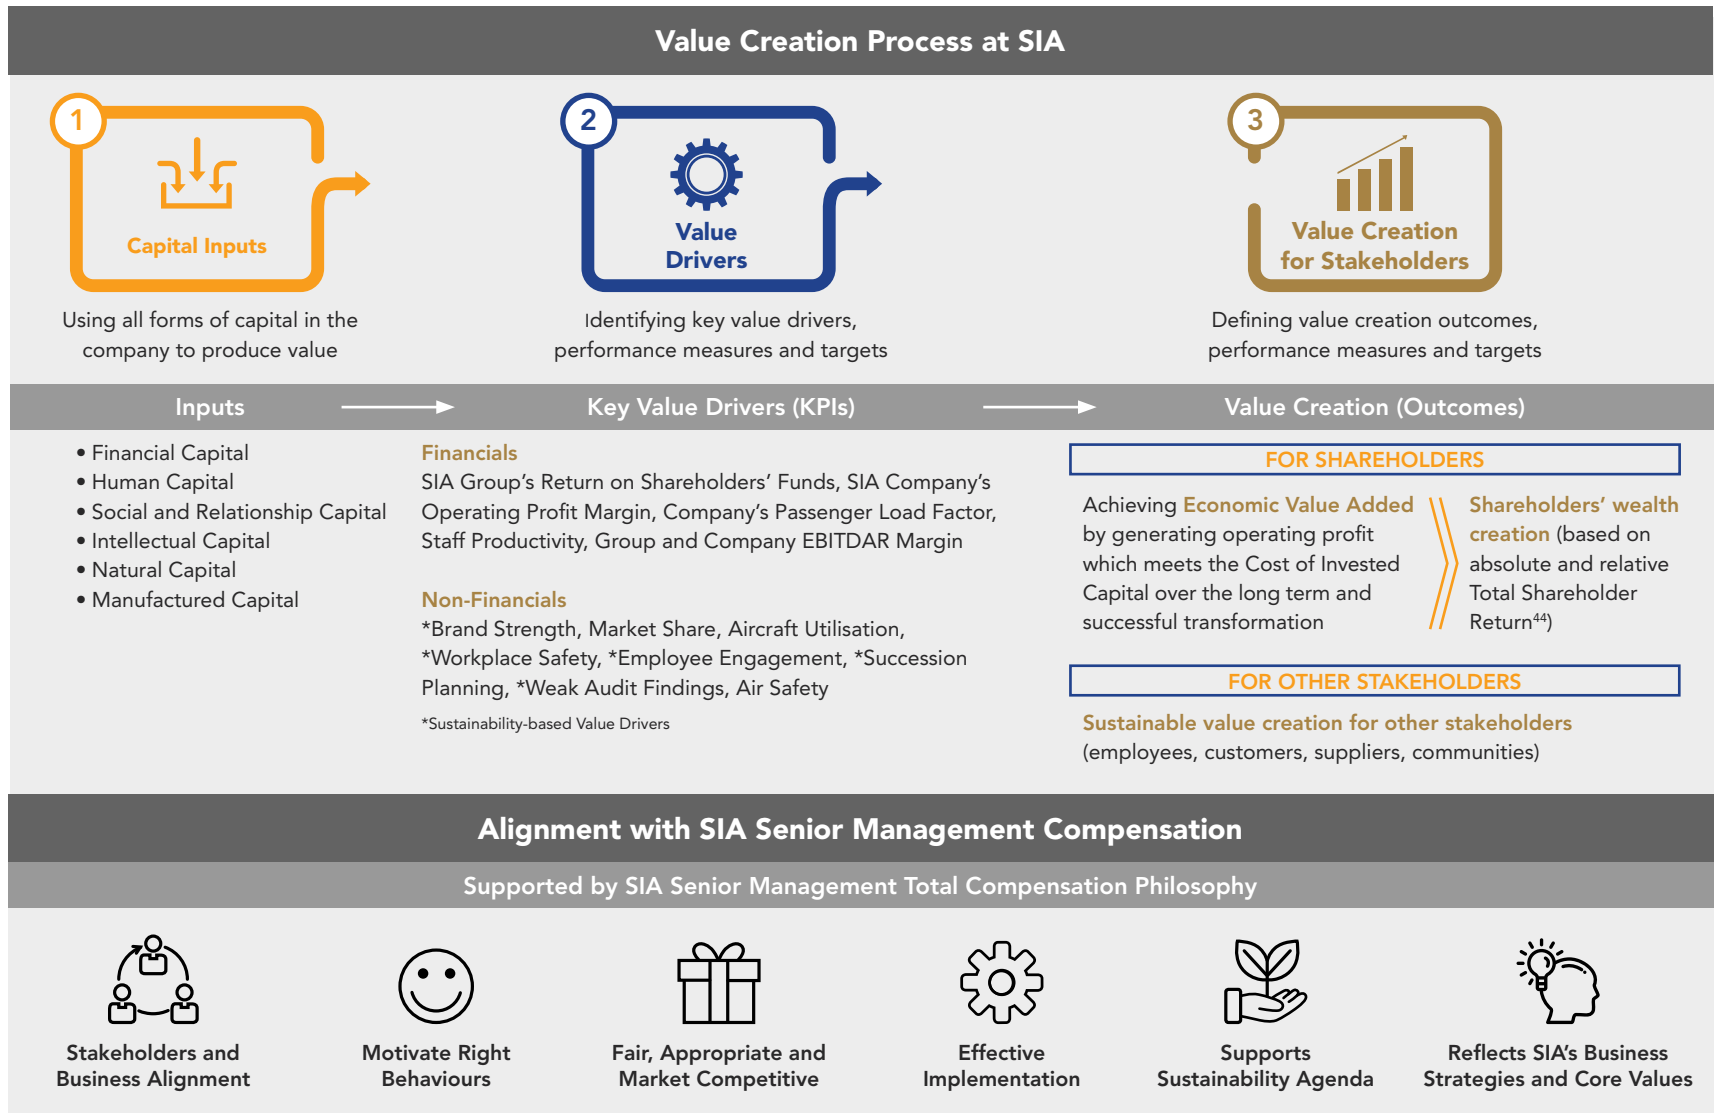 Value Creation Process at SIA
1
Capital Inputs
Using all forms of capital in the
company to produce value
2
Value
Drivers
Identifying key value drivers,
performance measures and targets
3
Value Creation
for Stakeholders
Defining value creation outcomes,
performance measures and targets
Inputs
Key Value Drivers (KPIs)
Value Creation (Outcomes)
• Financial Capital
• Human Capital
• Social and Relationship Capital
• Intellectual Capital
• Natural Capital
• Manufactured Capital
Financials
SIA Group’s Return on Shareholders’ Funds, SIA Company’s
Operating Profit Margin, Company’s Passenger Load Factor,
Staff Productivity, Group and Company EBITDAR Margin
Non-Financials
*Brand Strength, Market Share, Aircraft Utilisation,
*Workplace Safety, *Employee Engagement, *Succession
Planning, *Weak Audit Findings, Air Safety
*Sustainability-based Value Drivers
FOR SHAREHOLDERS
Achieving Economic Value Added
by generating operating profit
which meets the Cost of Invested
Capital over the long term and
successful transformation
Shareholders’ wealth
creation (based on
absolute and relative
Total Shareholder
Return⁴⁴)
FOR OTHER STAKEHOLDERS
Sustainable value creation for other stakeholders
(employees, customers, suppliers, communities)
Alignment with SIA Senior Management Compensation
Supported by SIA Senior Management Total Compensation Philosophy
Stakeholders and
Business Alignment
Motivate Right
Behaviours
Fair, Appropriate and
Market Competitive
Effective
Implementation
Supports
Sustainability Agenda
Reflects SIA’s Business
Strategies and Core Values